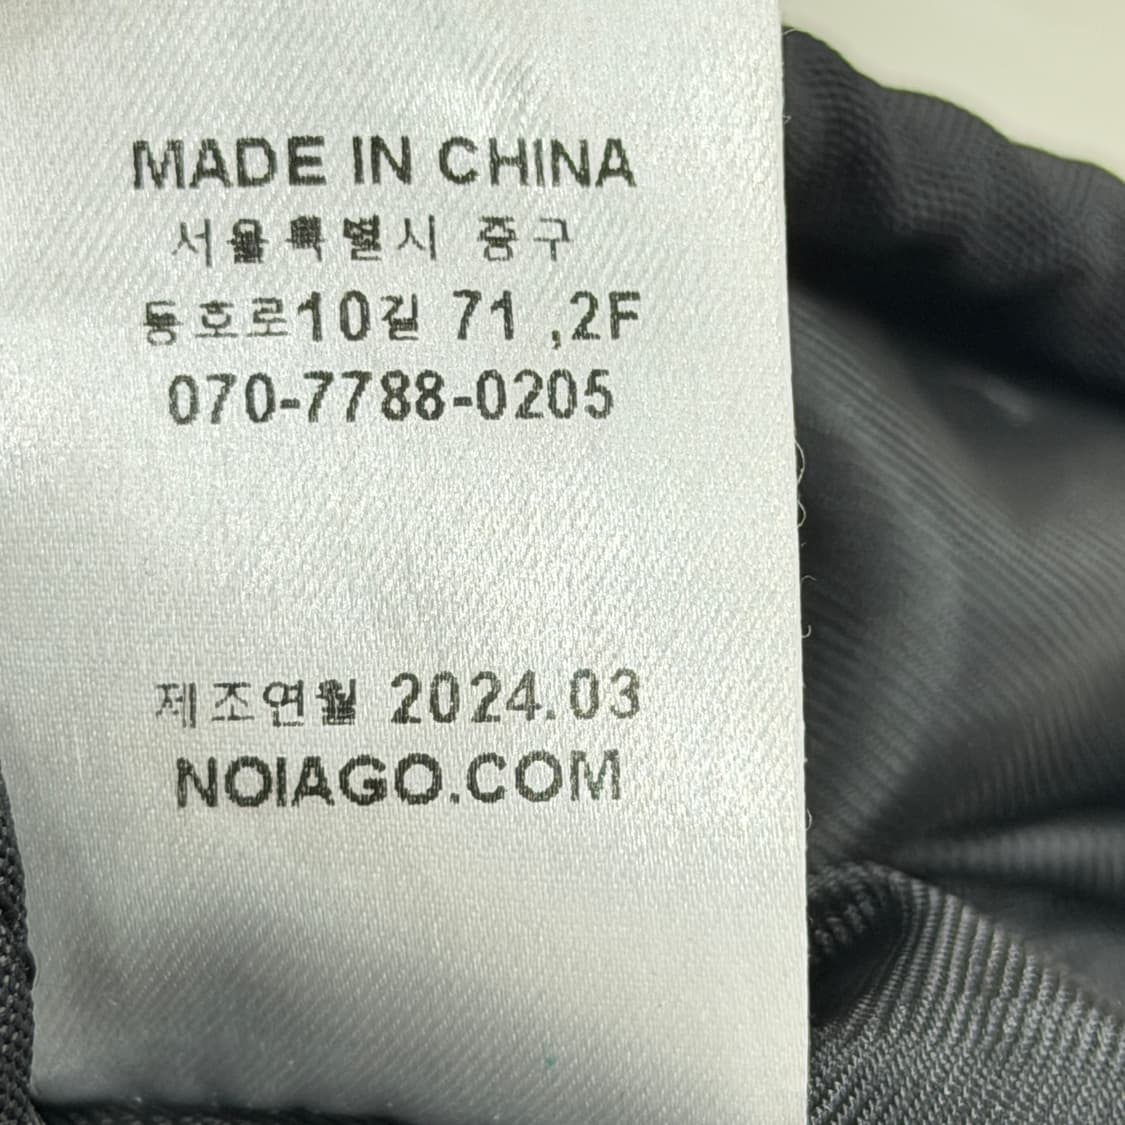 MADE IN CHINA
서울특별시 중구
동호로10길 71 ,2F
070-7788-0205
제조연월 2024.03
NOIAGO.COM